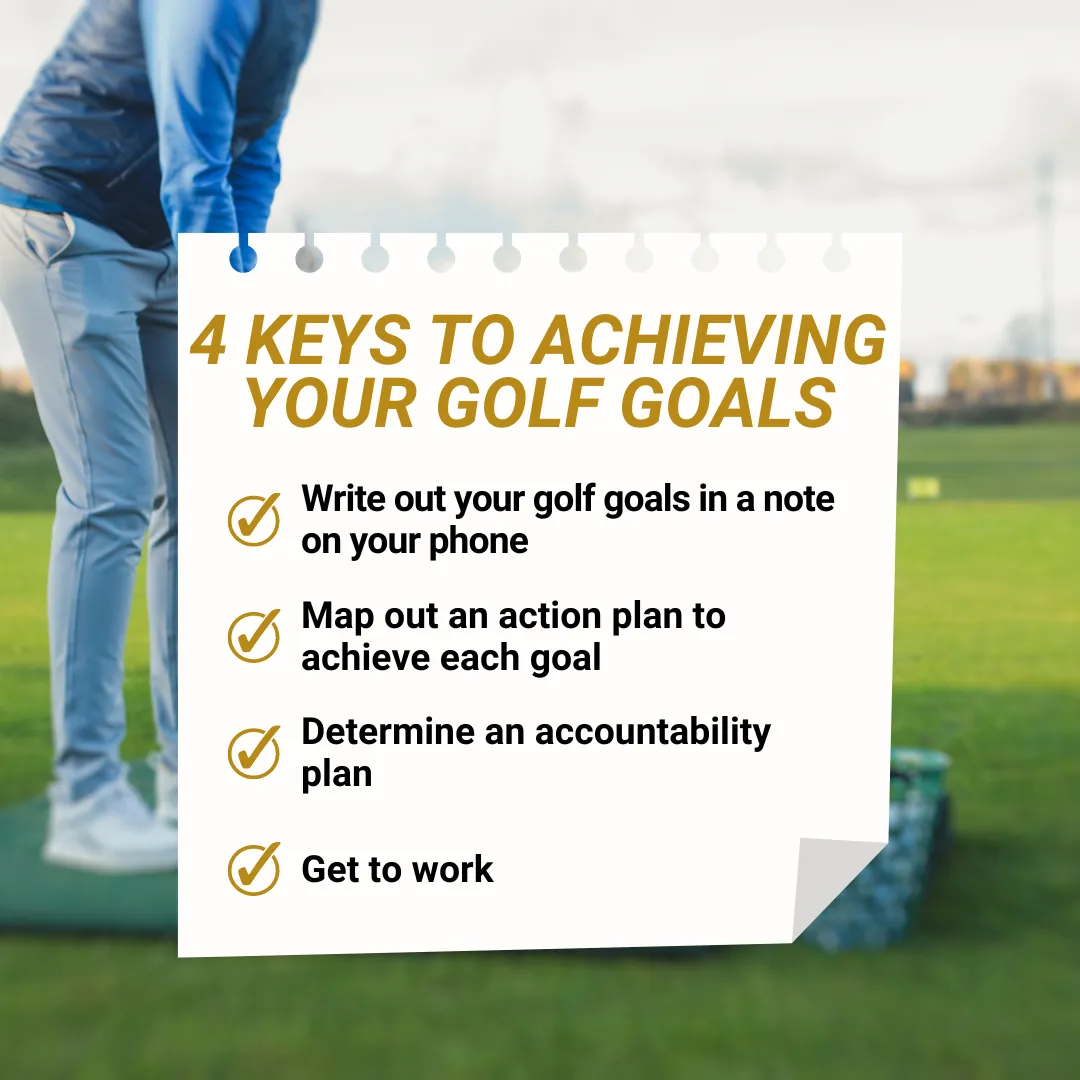 4 KEYS TO ACHIEVING
YOUR GOLF GOALS
Write out your golf goals in a note
on your phone
Map out an action plan to
achieve each goal
Determine an accountability
plan
Get to work